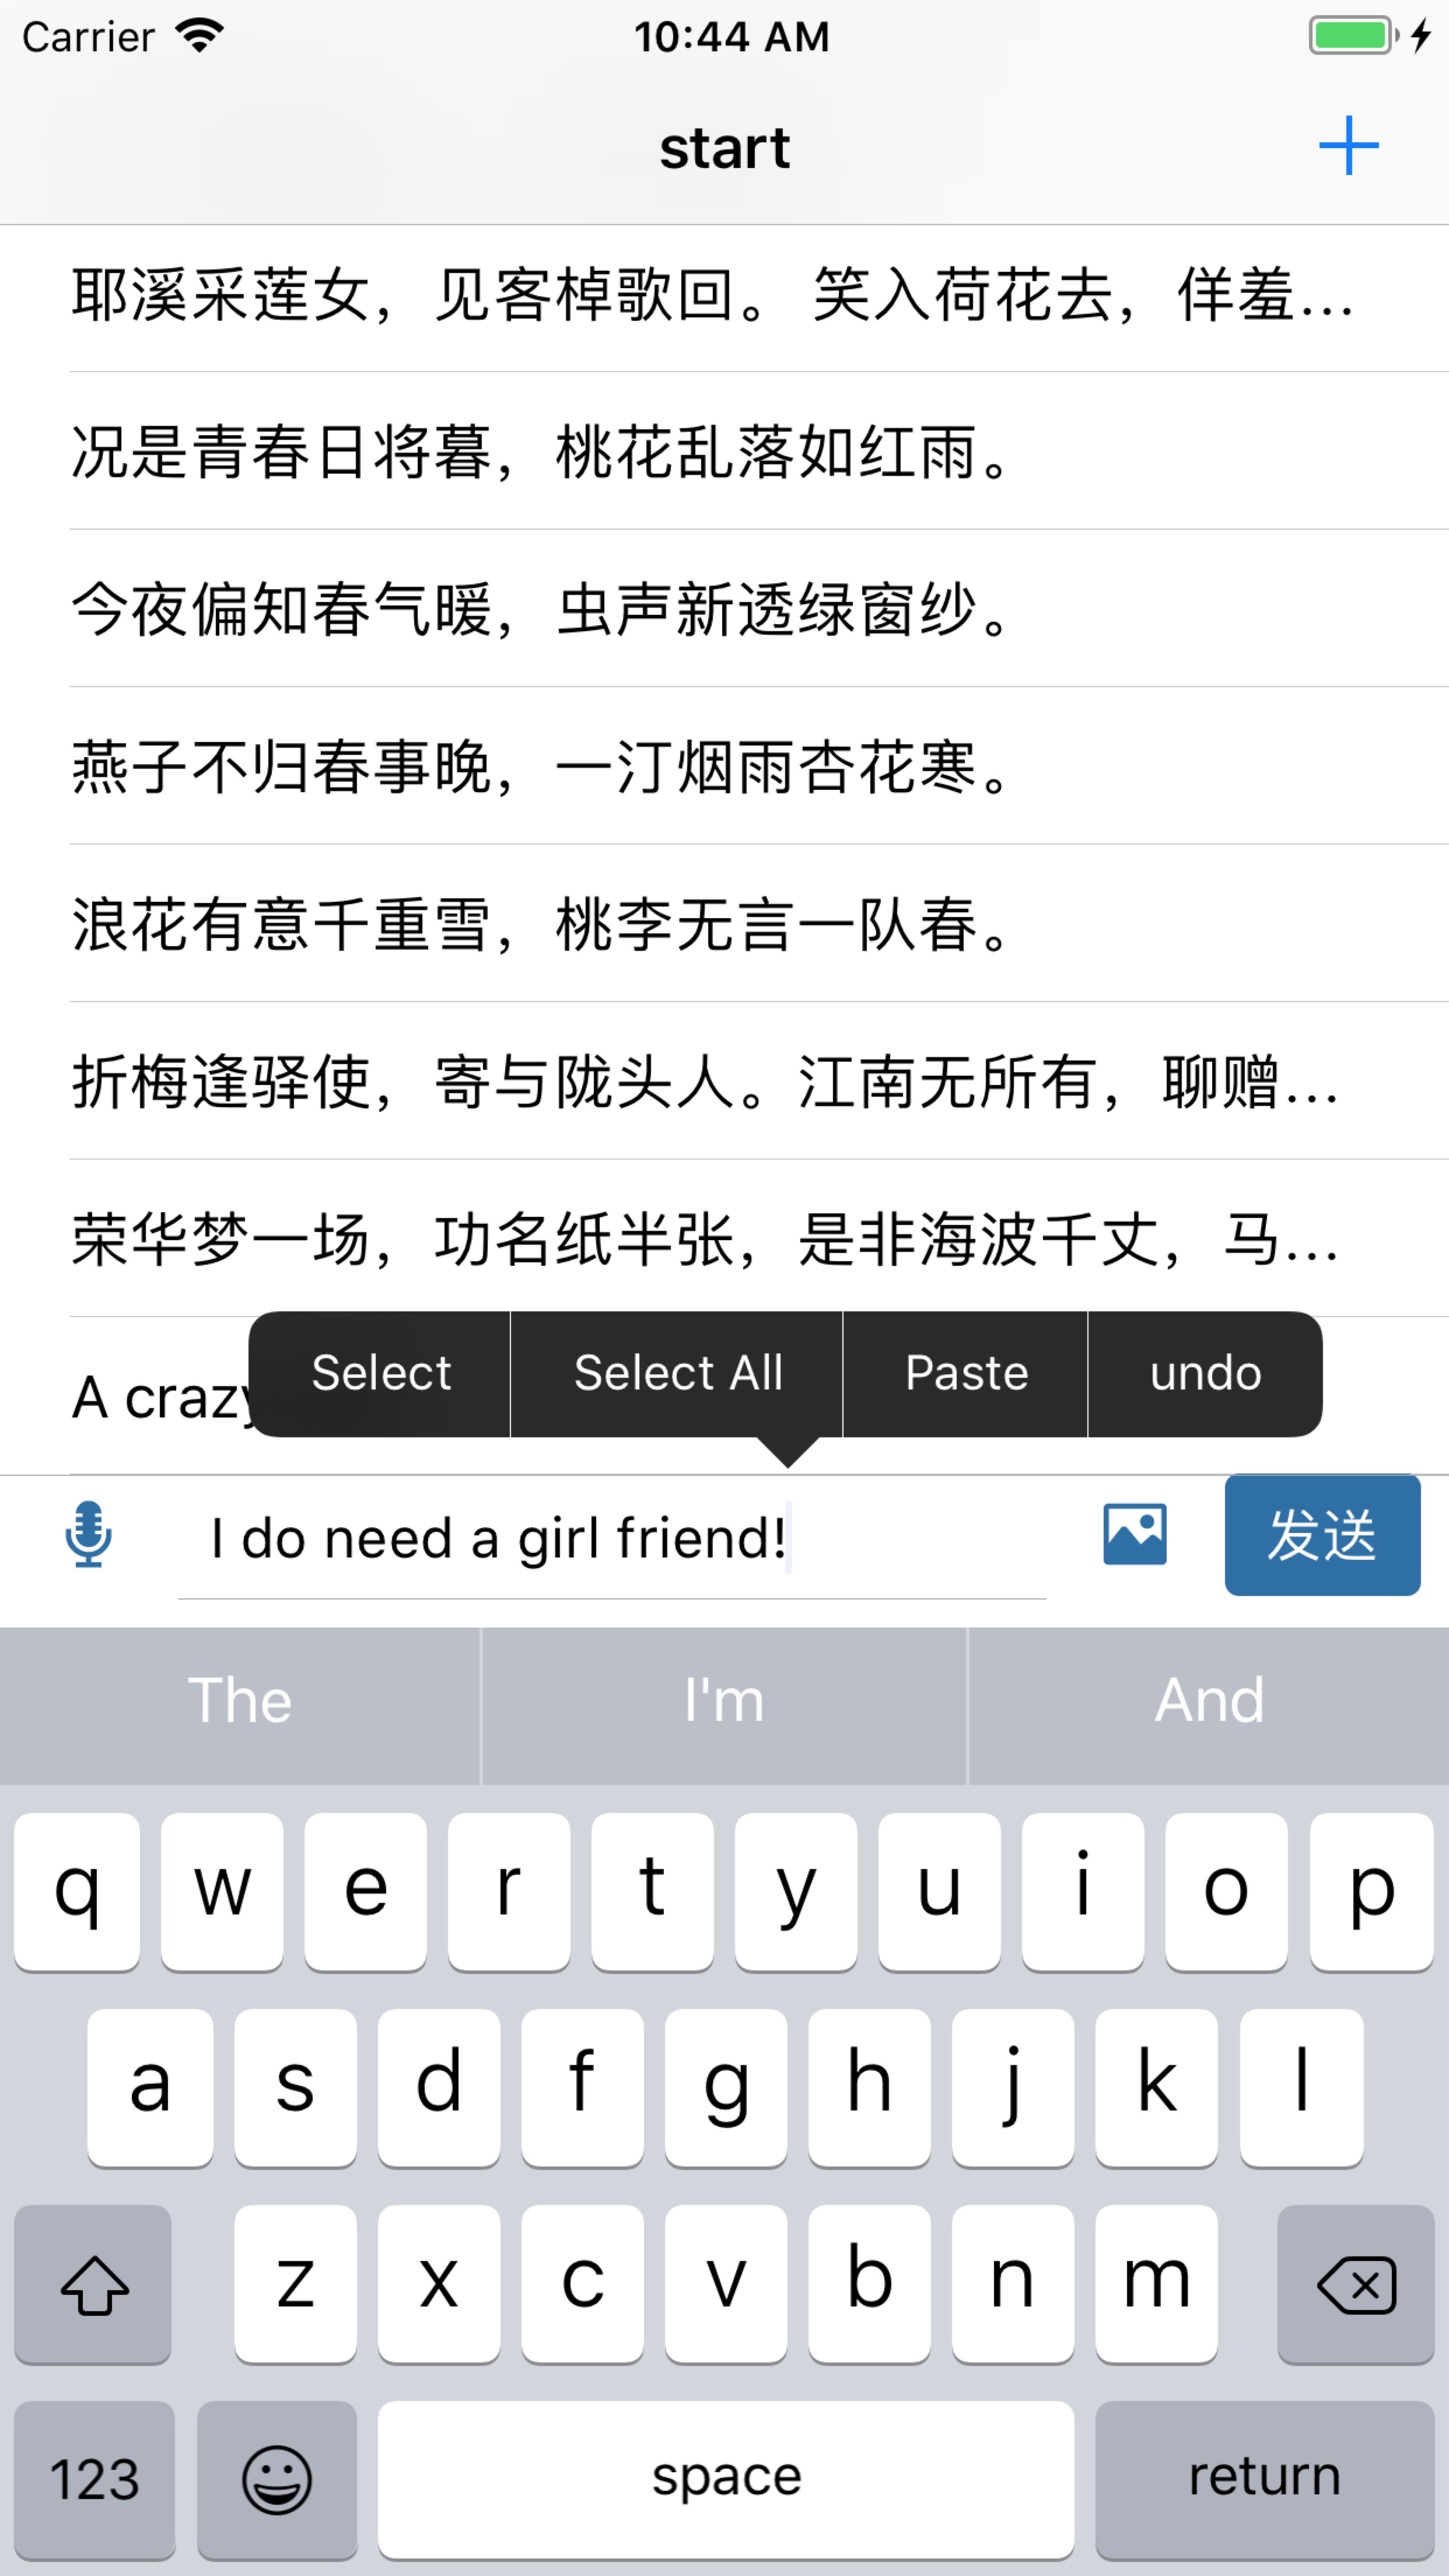 Carrier 10:44 AM
start
耶溪采莲女，见客棹歌回。 笑入荷花去，佯羞...
况是青春日将暮，桃花乱落如红雨。
今夜偏知春气暖，虫声新透绿窗纱。
燕子不归春事晚，一汀烟雨杏花寒。
浪花有意千重雪，桃李无言一队春。
折梅逢驿使，寄与陇头人。江南无所有，聊赠...
荣华梦一场，功名纸半张，是非海波千丈，马...
Select Select All Paste undo
A crazy
I do need a girl friend! 发送
The I'm And
q w e r t y u i o p
a s d f g h j k l
z x c v b n m
123 space return